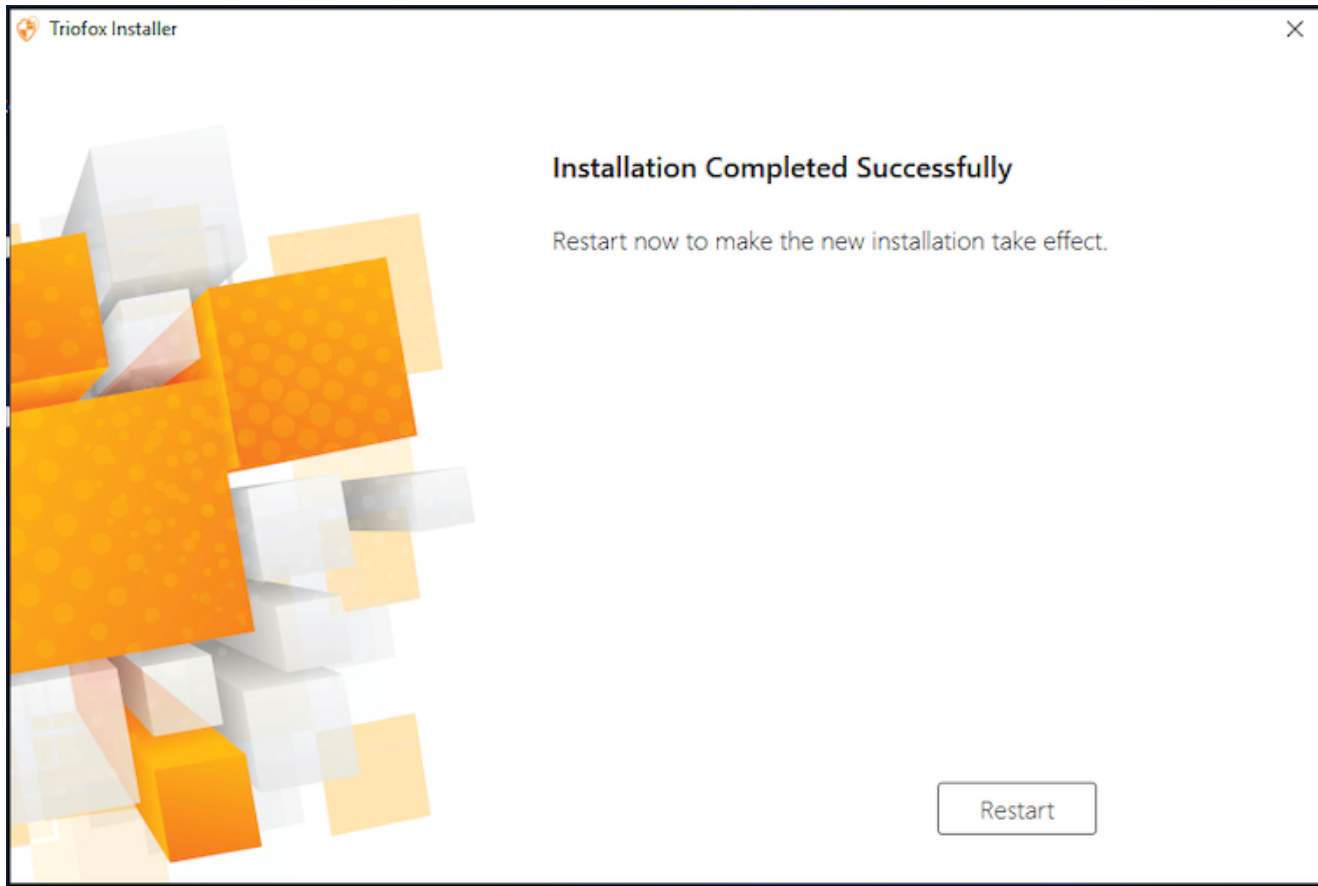 Triofox Installer
Installation Completed Successfully
Restart now to make the new installation take effect.
Restart